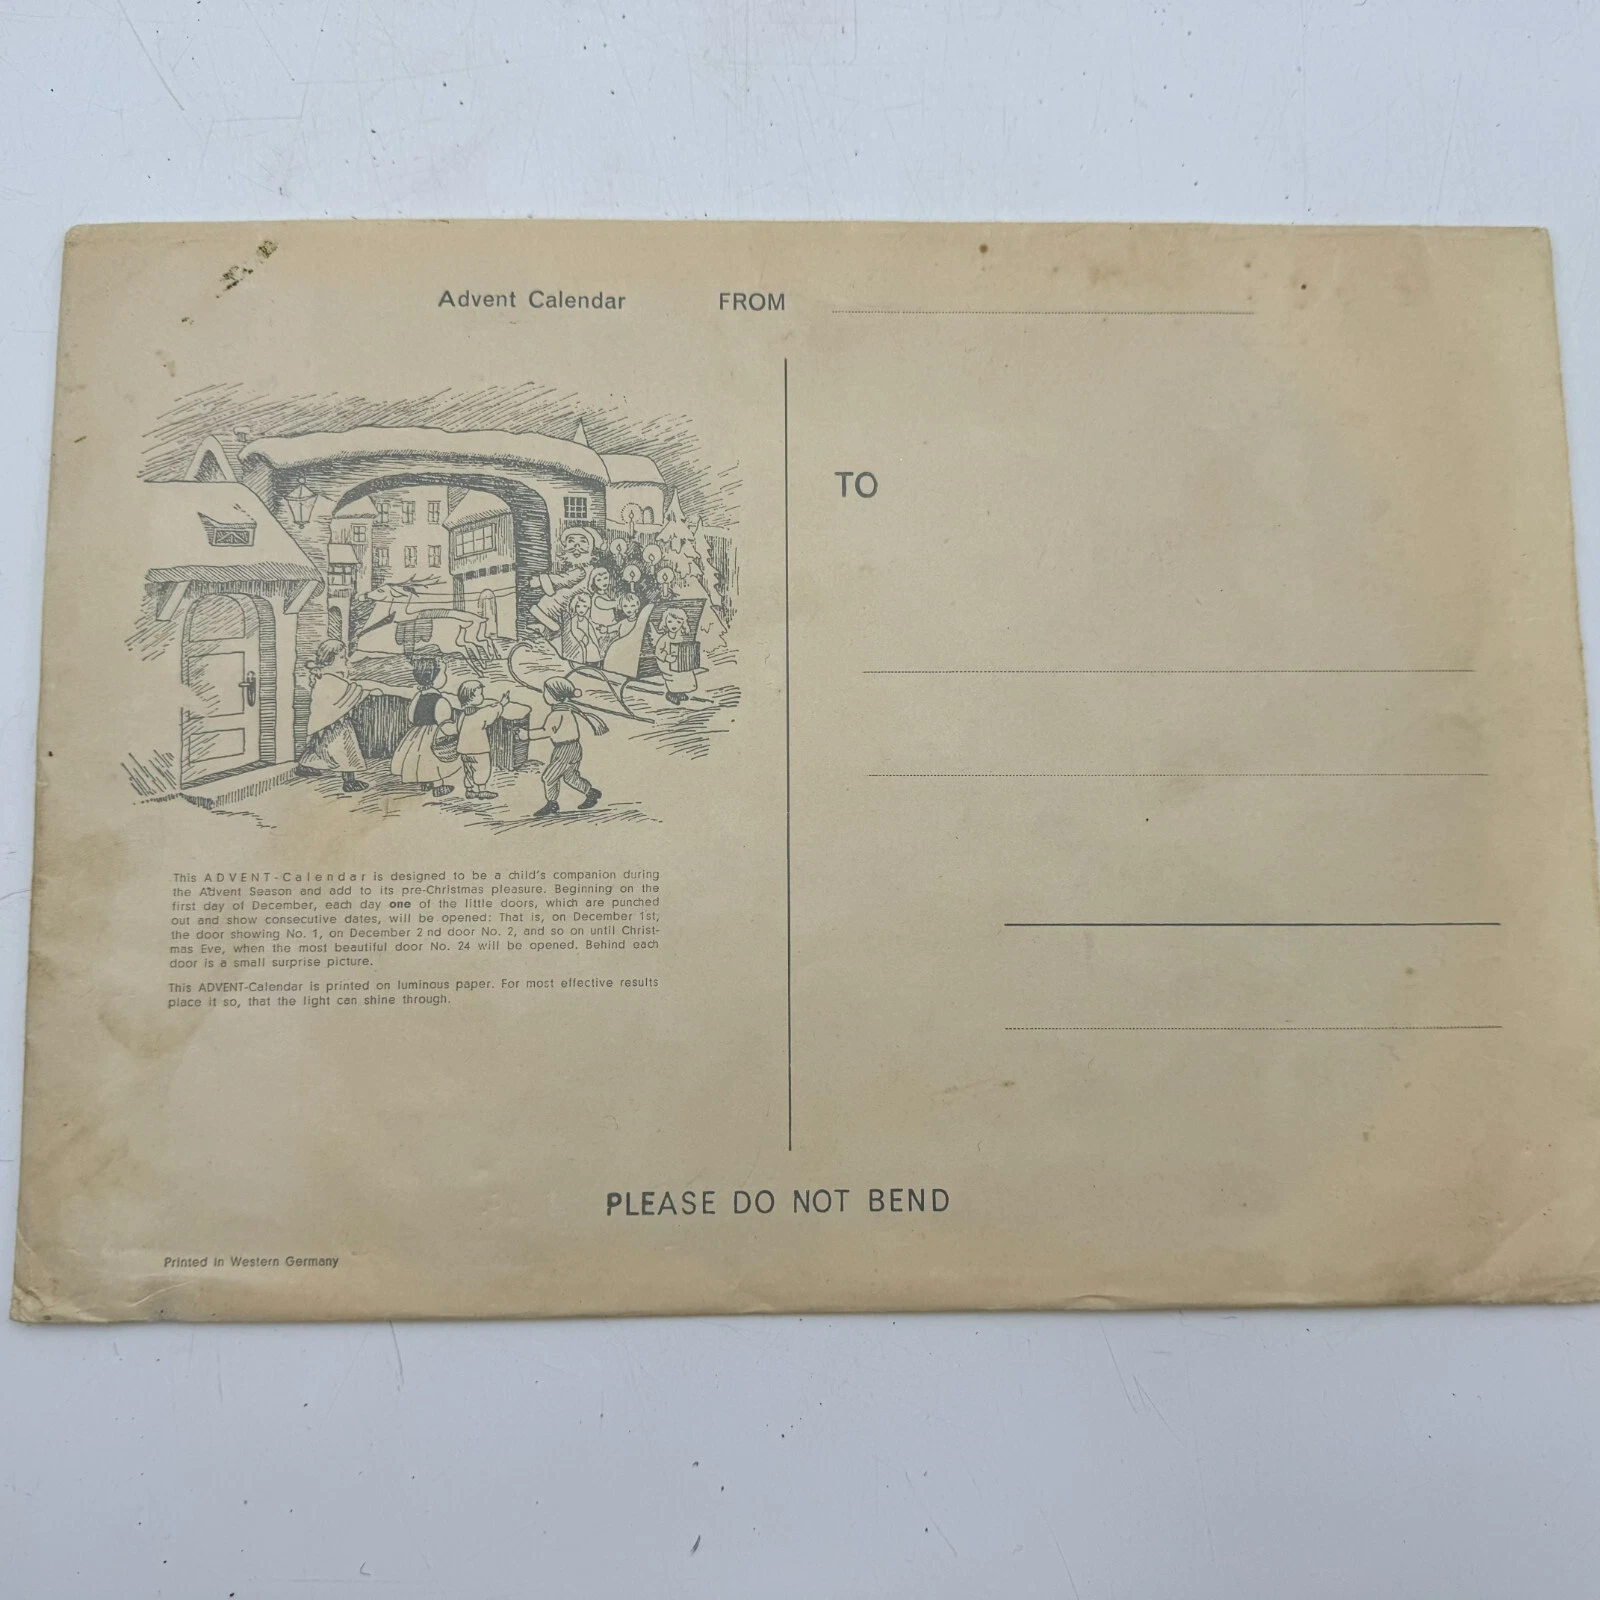 Advent Calendar FROM
TO
This ADVENT-Calendar is designed to be a child's companion during
the Advent Season and add to its pre-Christmas pleasure. Beginning on the
first day of December, each day one of the little doors, which are punched
out and show consecutive dates, will be opened: That is, on December 1st,
the door showing No. 1, on December 2 nd door No. 2, and so on until Christ-
mas Eve, when the most beautiful door No. 24 will be opened. Behind each
door is a small surprise picture.
This ADVENT-Calendar is printed on luminous paper. For most effective results
place it so, that the light can shine through.
PLEASE DO NOT BEND
Printed in Western Germany